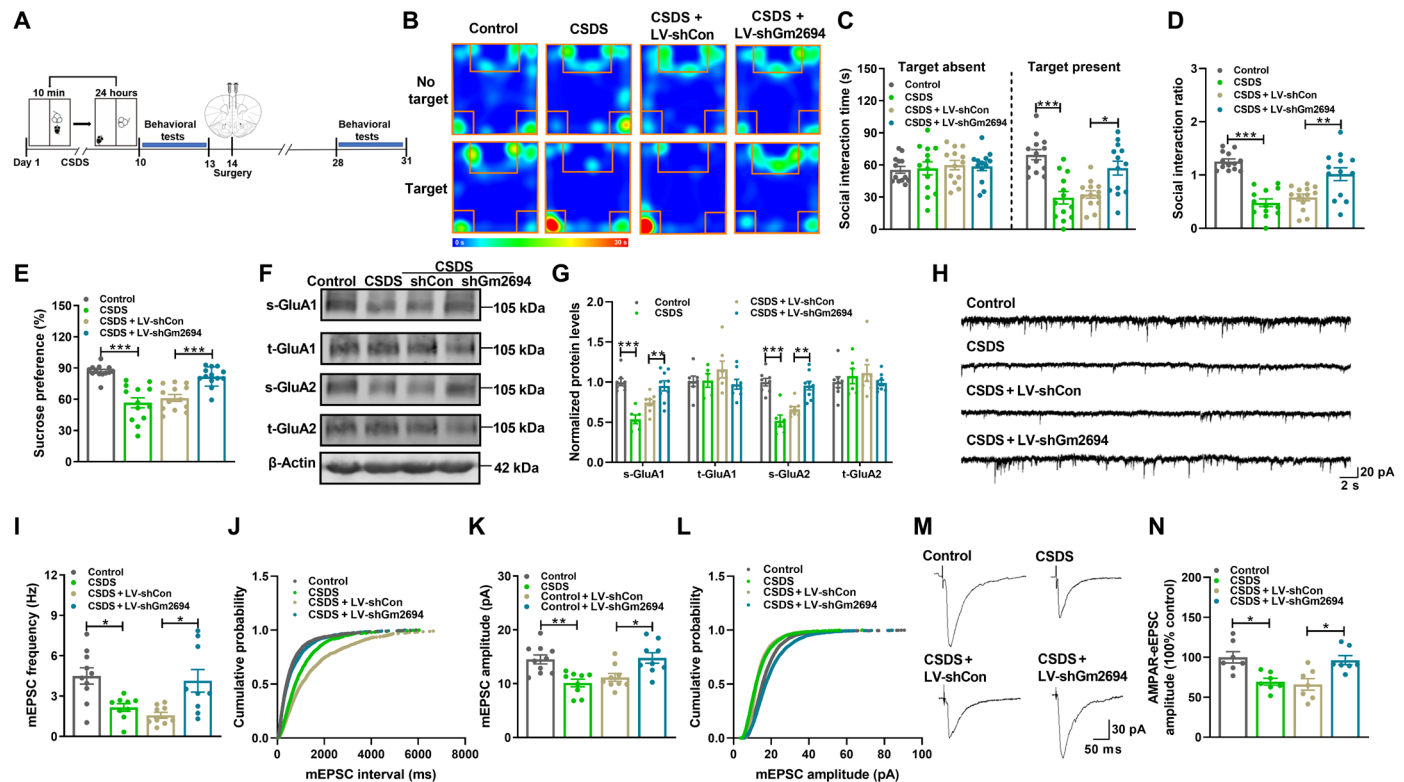 A
10 min
24 hours
Behavioral
tests
Behavioral
tests
Day 1
CSDS
10
13
14
Surgery
28
31
B
Control
CSDS
CSDS +
LV-shCon
CSDS +
LV-shGm2694
No
target
Target
0 s
30 s
C
Target absent
Target present
Control
CSDS
CSDS + LV-shCon
CSDS + LV-shGm2694
***
*
Social interaction time (s)
150
120
90
60
30
0
D
Control
CSDS
CSDS + LV-shCon
CSDS + LV-shGm2694
***
**
Social interaction ratio
3
2
1
0
E
Control
CSDS
CSDS + LV-shCon
CSDS + LV-shGm2694
***
***
Sucrose preference (%)
150
120
90
60
30
0
F
CSDS
Control
CSDS
shCon
shGm2694
s-GluA1
105 kDa
t-GluA1
105 kDa
s-GluA2
105 kDa
t-GluA2
105 kDa
β-Actin
42 kDa
G
Control
CSDS
CSDS + LV-shCon
CSDS + LV-shGm2694
***
**
***
**
Normalized protein levels
2.0
1.5
1.0
0.5
0.0
s-GluA1
t-GluA1
s-GluA2
t-GluA2
H
Control
CSDS
CSDS + LV-shCon
CSDS + LV-shGm2694
20 pA
2 s
I
Control
CSDS
CSDS + LV-shCon
CSDS + LV-shGm2694
*
*
mEPSC frequency (Hz)
12
9
6
3
0
J
Control
CSDS
CSDS + LV-shCon
CSDS + LV-shGm2694
Cumulative probability
1.5
1.0
0.5
0.0
0
2000
4000
6000
8000
mEPSC interval (ms)
K
Control
CSDS
Control + LV-shCon
Control + LV-shGm2694
**
*
mEPSC amplitude (pA)
30
20
10
0
L
Control
CSDS
CSDS + LV-shCon
CSDS + LV-shGm2694
Cumulative probability
1.5
1.0
0.5
0.0
0
20
40
60
80
100
mEPSC amplitude (pA)
M
Control
CSDS
CSDS +
LV-shCon
CSDS +
LV-shGm2694
30 pA
50 ms
N
Control
CSDS
CSDS + LV-shCon
CSDS + LV-shGm2694
*
*
AMPAR-eEPSC
amplitude (100% control)
200
150
100
50
0